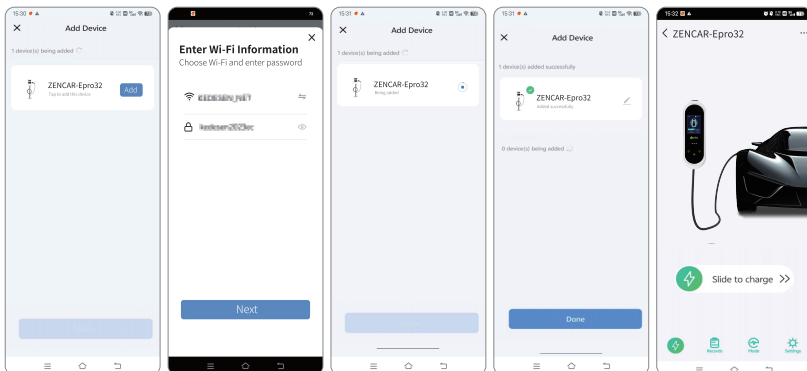 15:30
Add Device
1 device(s) being added
ZENCAR-Epro32
Tap to add this device
Add
Enter Wi-Fi Information
Choose Wi-Fi and enter password
Next
15:31
Add Device
1 device(s) being added
ZENCAR-Epro32
Being added
15:31
Add Device
1 device(s) added successfully
ZENCAR-Epro32
Added successfully
0 device(s) being added
Done
15:32
ZENCAR-Epro32
Slide to charge
Records
Mode
Settings